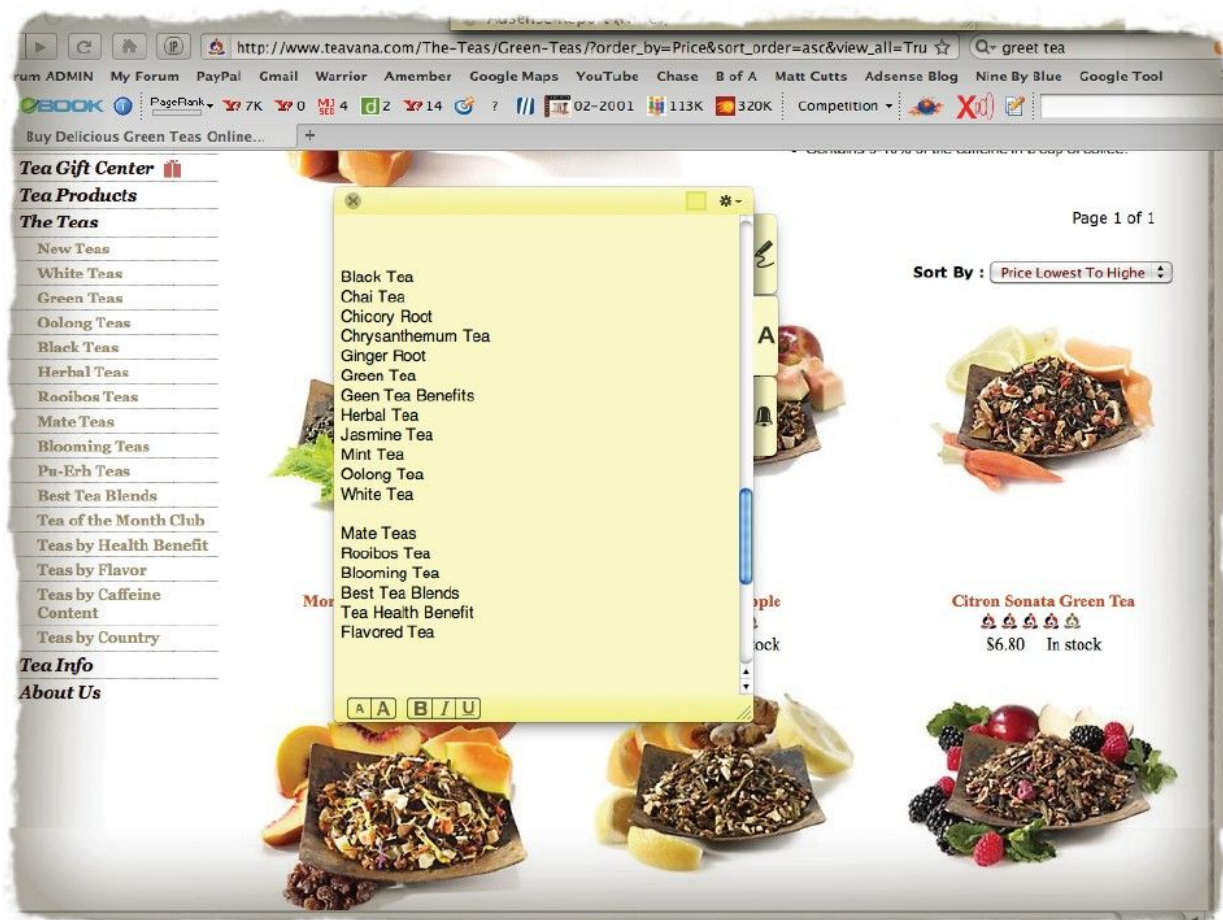 http://www.teavana.com/The-Teas/Green-Teas/?order_by=Price&sort_order=asc&view_all=Tru
greet tea
rum ADMIN My Forum PayPal Gmail Warrior Amember Google Maps YouTube Chase B of A Matt Cutts Adsense Blog Nine By Blue Google Tool
BOOK PageRank 7K 0 4 2 14 ? 02-2001 113K 320K Competition
Buy Delicious Green Teas Online... +
Tea Gift Center
Tea Products
The Teas
New Teas
White Teas
Green Teas
Oolong Teas
Black Teas
Herbal Teas
Rooibos Teas
Mate Teas
Blooming Teas
Pu-Erh Teas
Best Tea Blends
Tea of the Month Club
Teas by Health Benefit
Teas by Flavor
Teas by Caffeine
Content
Teas by Country
Tea Info
About Us
Black Tea
Chai Tea
Chicory Root
Chrysanthemum Tea
Ginger Root
Green Tea
Geen Tea Benefits
Herbal Tea
Jasmine Tea
Mint Tea
Oolong Tea
White Tea
Mate Teas
Rooibos Tea
Blooming Tea
Best Tea Blends
Tea Health Benefit
Flavored Tea
A A B I U
A
Page 1 of 1
Sort By : Price Lowest To Highe
Mor
pple
ock
Citron Sonata Green Tea
$6.80 In stock